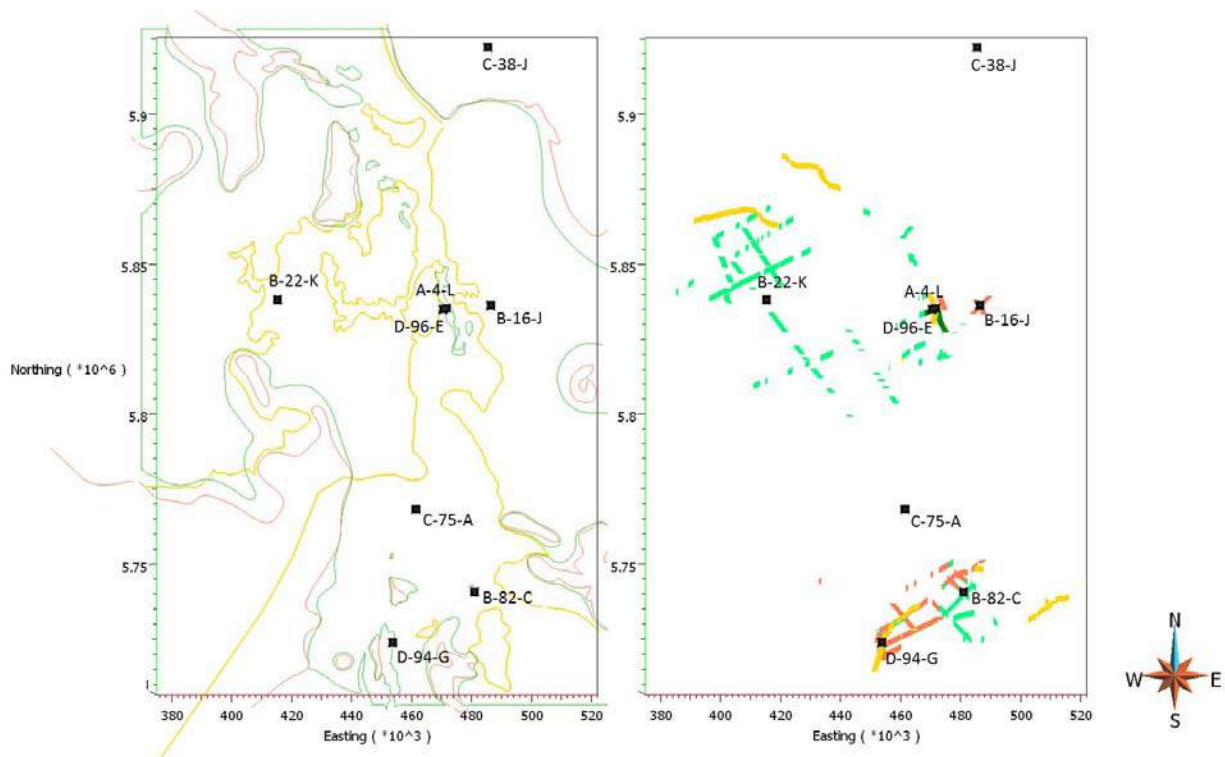 C-38-J
5.9
5.85
B-22-K
A-4-L
D-96-E
B-16-J
Northing ( *10^6 )
5.8
C-75-A
5.75
B-82-C
D-94-G
380 400 420 440 460 480 500 520
Easting ( *10^3 )
C-38-J
5.9
5.85
B-22-K
A-4-L
D-96-E
B-16-J
5.8
C-75-A
5.75
B-82-C
D-94-G
380 400 420 440 460 480 500 520
Easting ( *10^3 )
N
W E
S